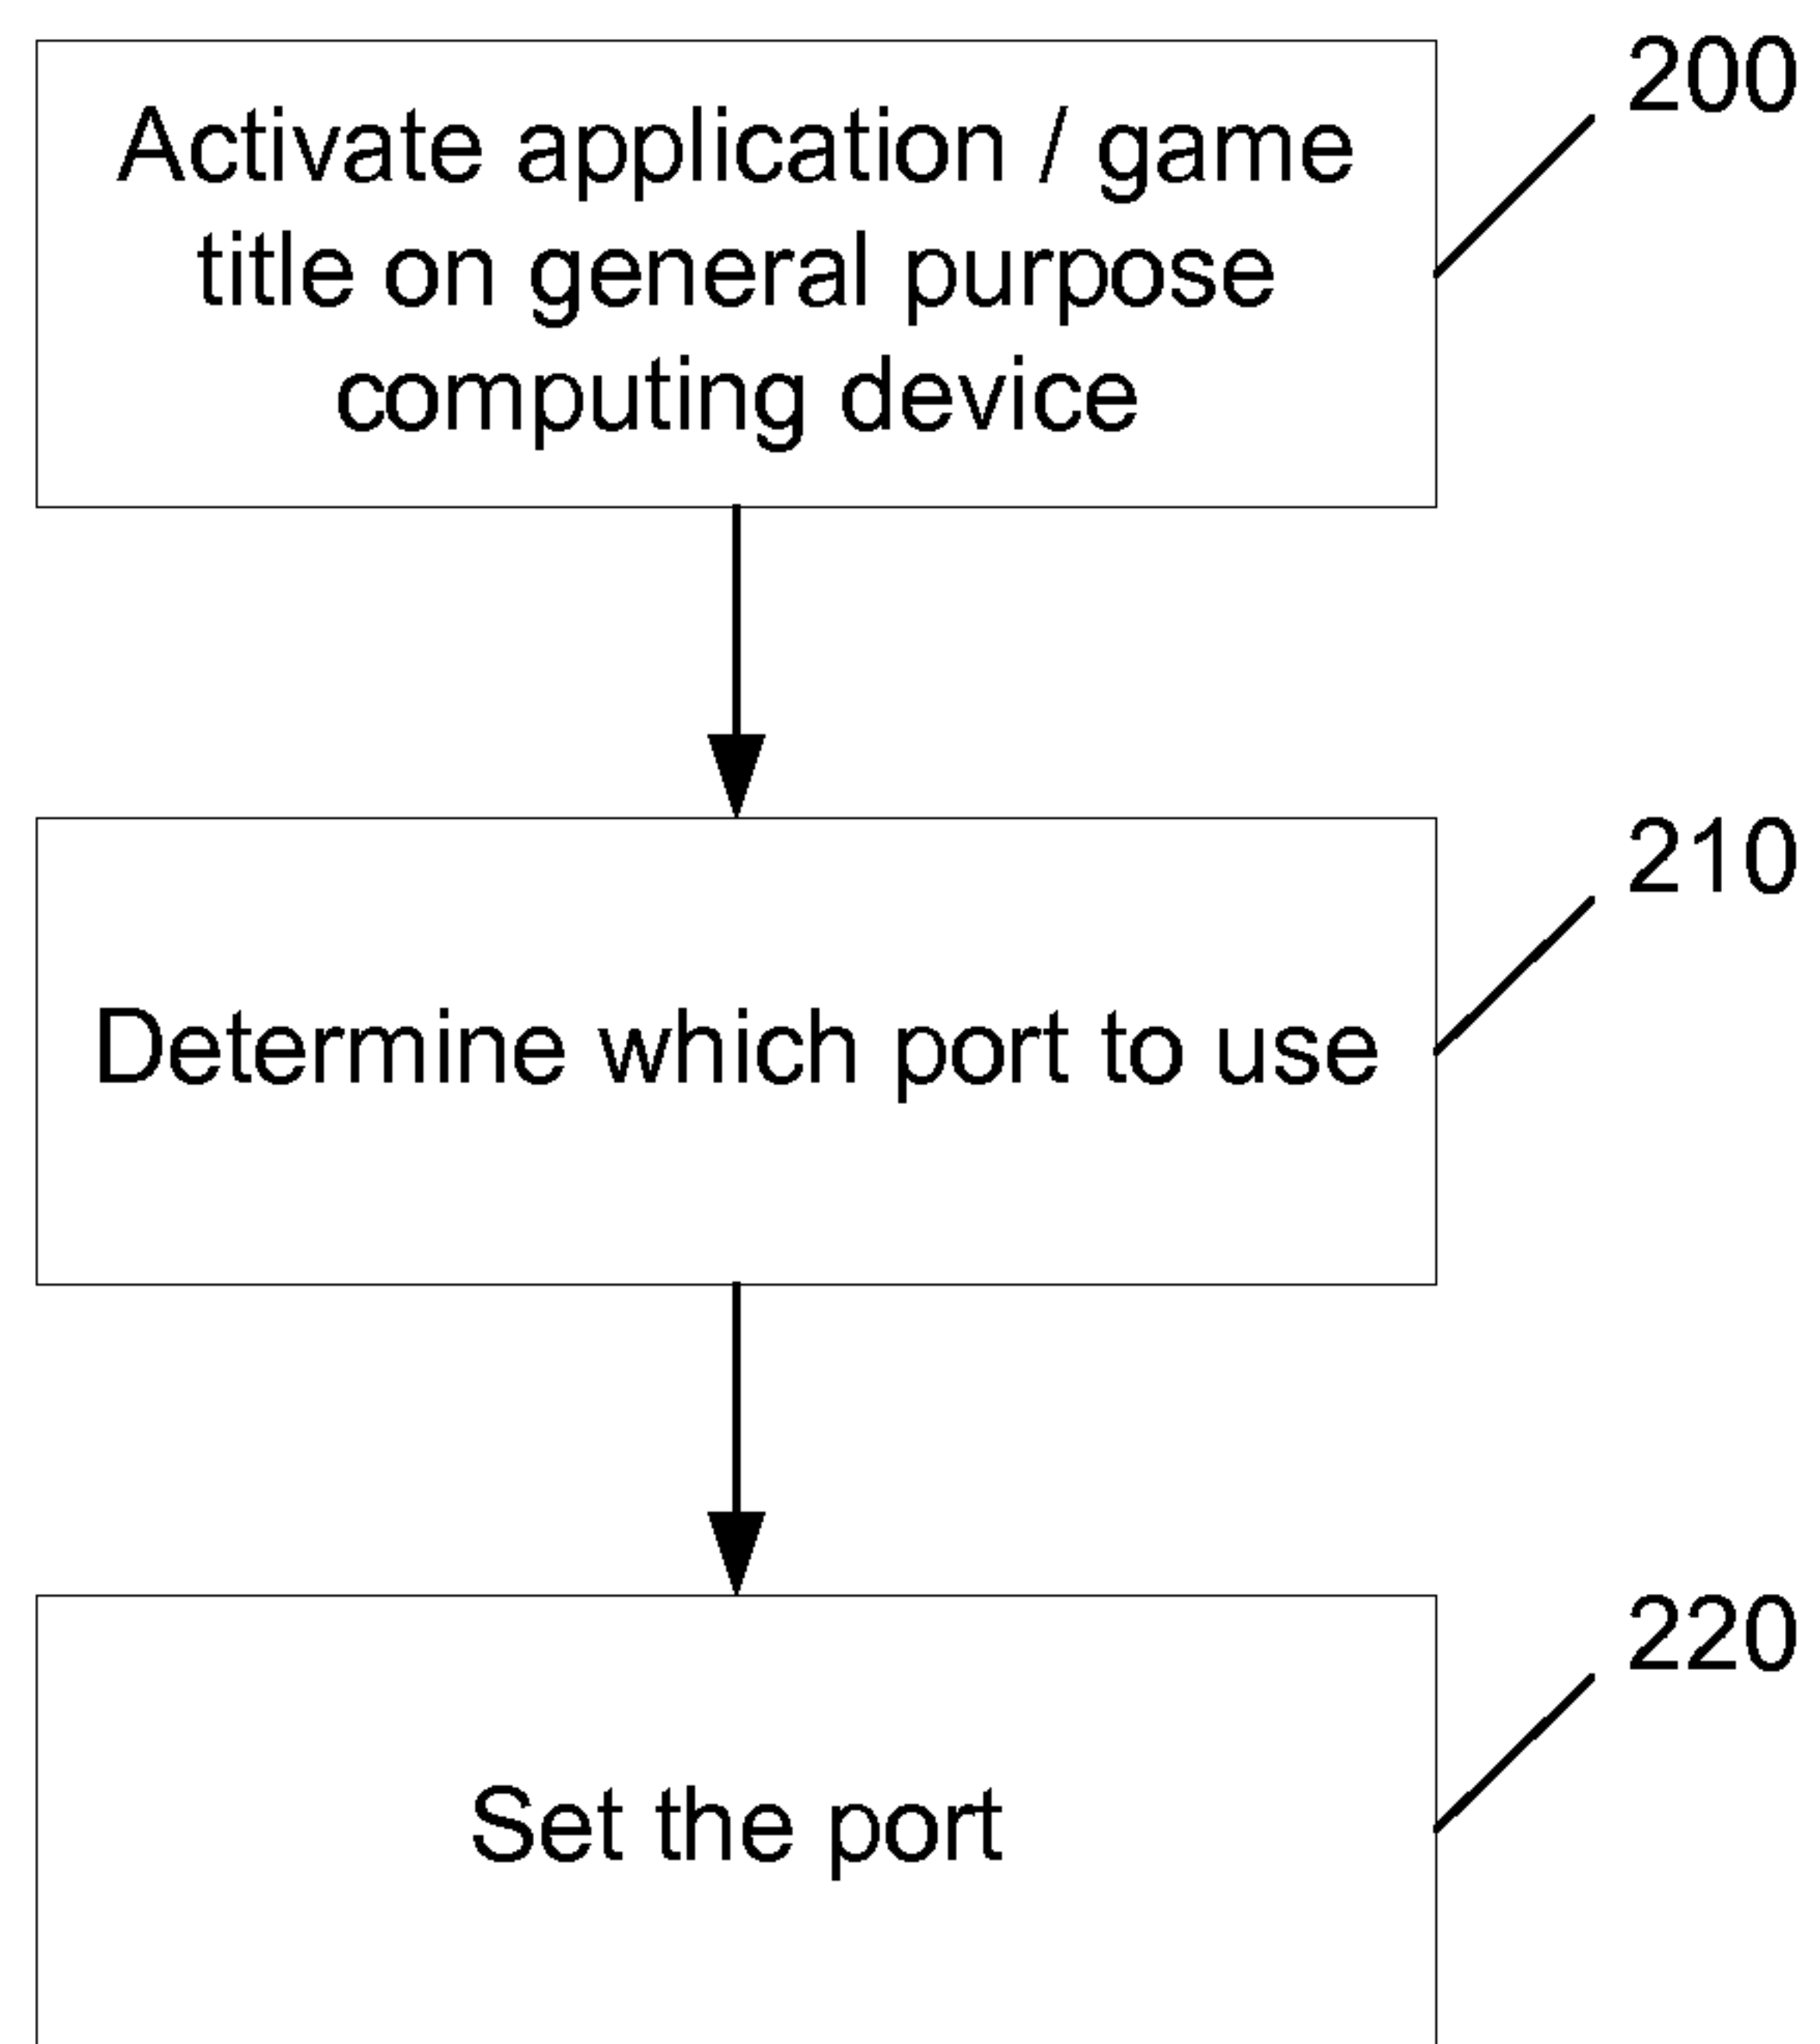 200
Activate application / game
title on general purpose
computing device
210
Determine which port to use
220
Set the port